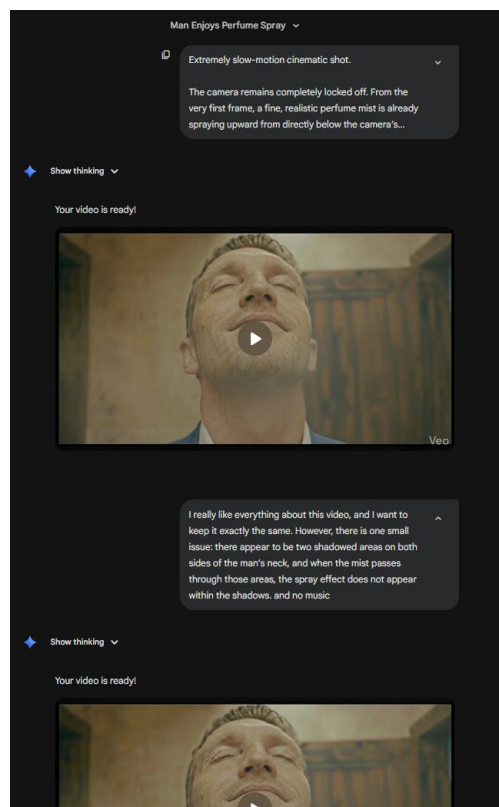 Man Enjoys Perfume Spray
Extremely slow-motion cinematic shot.
The camera remains completely locked off. From the
very first frame, a fine, realistic perfume mist is already
spraying upward from directly below the camera's...
Show thinking
Your video is ready!
Veo
I really like everything about this video, and I want to
keep it exactly the same. However, there is one small
issue: there appear to be two shadowed areas on both
sides of the man's neck, and when the mist passes
through those areas, the spray effect does not appear
within the shadows. and no music
Show thinking
Your video is ready!